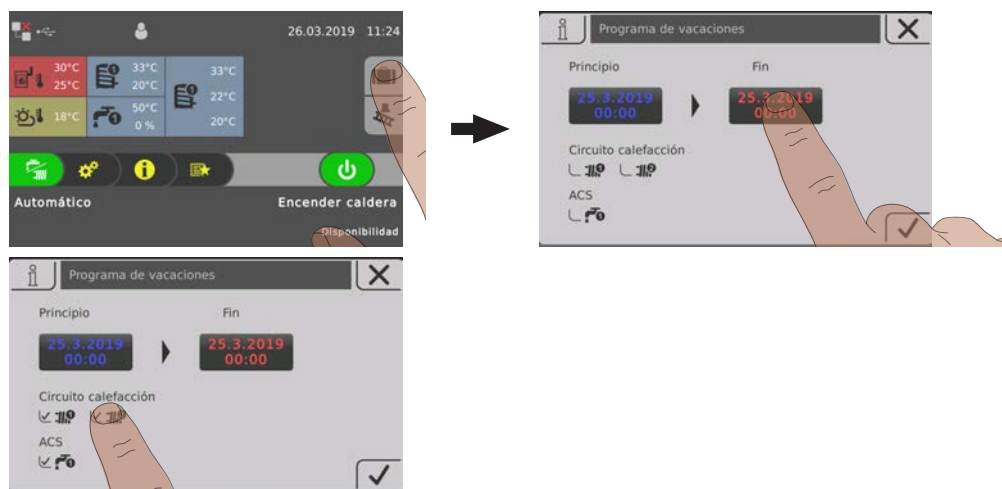 26.03.2019 11:24
30°C 33°C 33°C
25°C 20°C 22°C
18°C 50°C 20°C
0 %
Automático Encender caldera
Disponibilidad
Programa de vacaciones
Principio Fin
25.3.2019 25.3.2019
00:00 00:00
Circuito calefacción
ACS
Programa de vacaciones
Principio Fin
25.3.2019 25.3.2019
00:00 00:00
Circuito calefacción
ACS